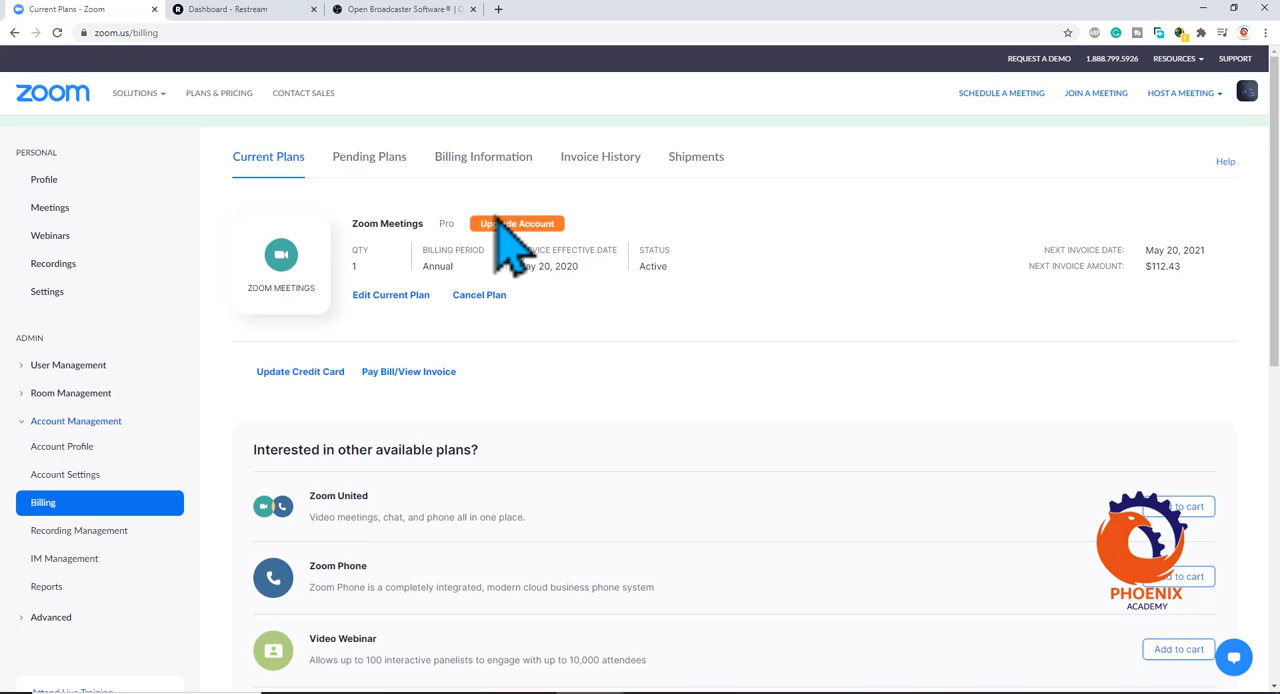 Current Plans - Zoom
Dashboard - Restream
Open Broadcaster Software® | O
zoom.us/billing
REQUEST A DEMO 1.888.799.5926 RESOURCES SUPPORT
zoom SOLUTIONS PLANS & PRICING CONTACT SALES SCHEDULE A MEETING JOIN A MEETING HOST A MEETING
PERSONAL
Profile
Meetings
Webinars
Recordings
Settings
ADMIN
User Management
Room Management
Account Management
Account Profile
Account Settings
Billing
Recording Management
IM Management
Reports
Advanced
Attend Live Training
Current Plans Pending Plans Billing Information Invoice History Shipments
Help
ZOOM MEETINGS
Zoom Meetings Pro Upgrade Account
QTY BILLING PERIOD EFFECTIVE DATE STATUS
1 Annual May 20, 2020 Active
Edit Current Plan Cancel Plan
NEXT INVOICE DATE: May 20, 2021
NEXT INVOICE AMOUNT: $112.43
Update Credit Card Pay Bill/View Invoice
Interested in other available plans?
Zoom United
Video meetings, chat, and phone all in one place.
to cart
Zoom Phone
Zoom Phone is a completely integrated, modern cloud business phone system
to cart
Video Webinar
Allows up to 100 interactive panelists to engage with up to 10,000 attendees
Add to cart
PHOENIX
ACADEMY